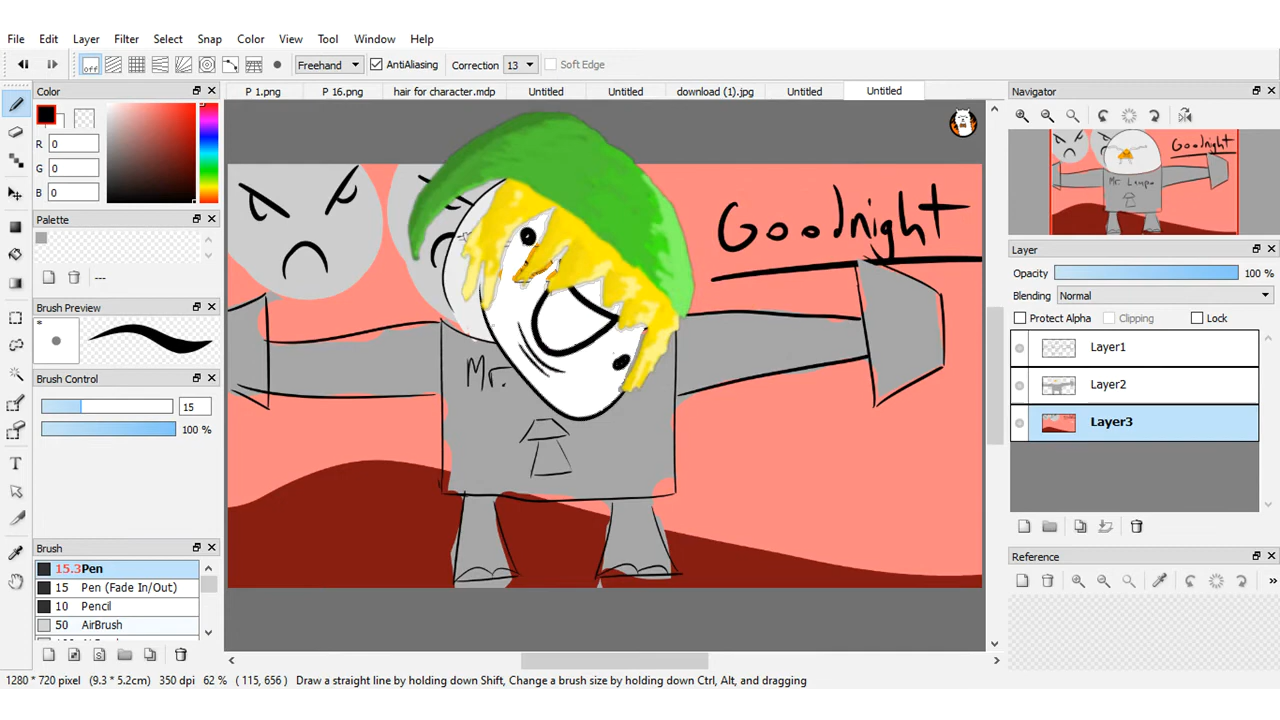 File Edit Layer Filter Select Snap Color View Tool Window Help
off Freehand AntiAliasing Correction 13 Soft Edge
Color P 1.png P 16.png hair for character.mdp Untitled Untitled download (1).jpg Untitled Untitled Navigator
R 0
G 0
B 0
Goodnight
Mr. Lampo
Palette
Goodnight
---
Layer
Opacity 100 %
Blending Normal
Brush Preview
Protect Alpha Clipping Lock
*
Layer1
Brush Control
Layer2
Mr.
15
Layer3
100 %
T
Brush
Reference
15.3 Pen
15 Pen (Fade In/Out)
10 Pencil
50 AirBrush
1280 * 720 pixel (9.3 * 5.2cm) 350 dpi 62 % ( 115, 656 ) Draw a straight line by holding down Shift, Change a brush size by holding down Ctrl, Alt, and dragging